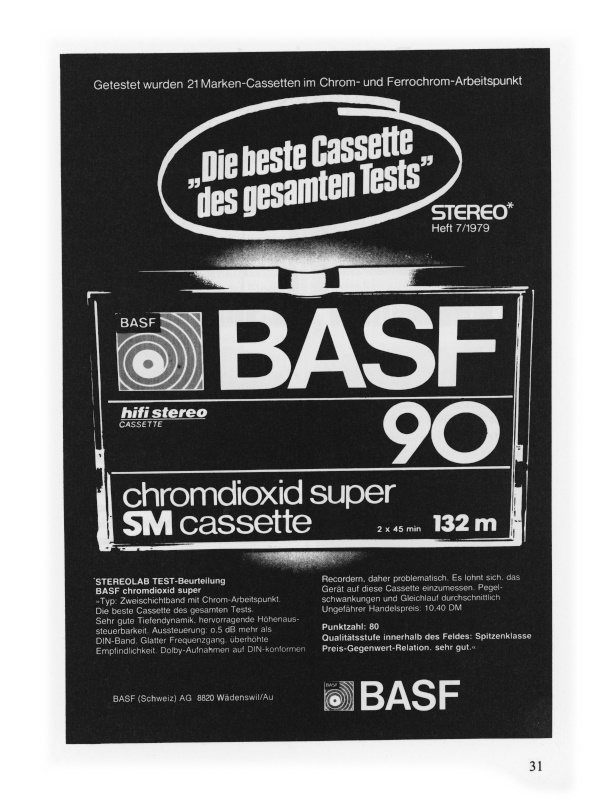 Getestet wurden 21 Marken-Cassetten im Chrom- und Ferrochrom-Arbeitspunkt
„Die beste Cassette
des gesamten Tests”
STEREO*
Heft 7/1979
BASF
BASF
hifi stereo
CASSETTE
90
chromdioxid super
SM cassette
2 x 45 min 132 m
*STEREOLAB TEST-Beurteilung
BASF chromdioxid super
»Typ: Zweischichtband mit Chrom-Arbeitspunkt.
Die beste Cassette des gesamten Tests.
Sehr gute Tiefendynamik, hervorragende Höhenaus-
steuerbarkeit. Aussteuerung: 0.5 dB mehr als
DIN-Band. Glatter Frequenzgang, überhöhte
Empfindlichkeit. Dolby-Aufnahmen auf DIN-konformen
Recordern, daher problematisch. Es lohnt sich, das
Gerät auf diese Cassette einzumessen. Pegel-
schwankungen und Gleichlauf durchschnittlich
Ungefährer Handelspreis: 10.40 DM
Punktzahl: 80
Qualitätsstufe innerhalb des Feldes: Spitzenklasse
Preis-Gegenwert-Relation. sehr gut.«
BASF (Schweiz) AG 8820 Wädenswil/Au
BASF
BASF
31